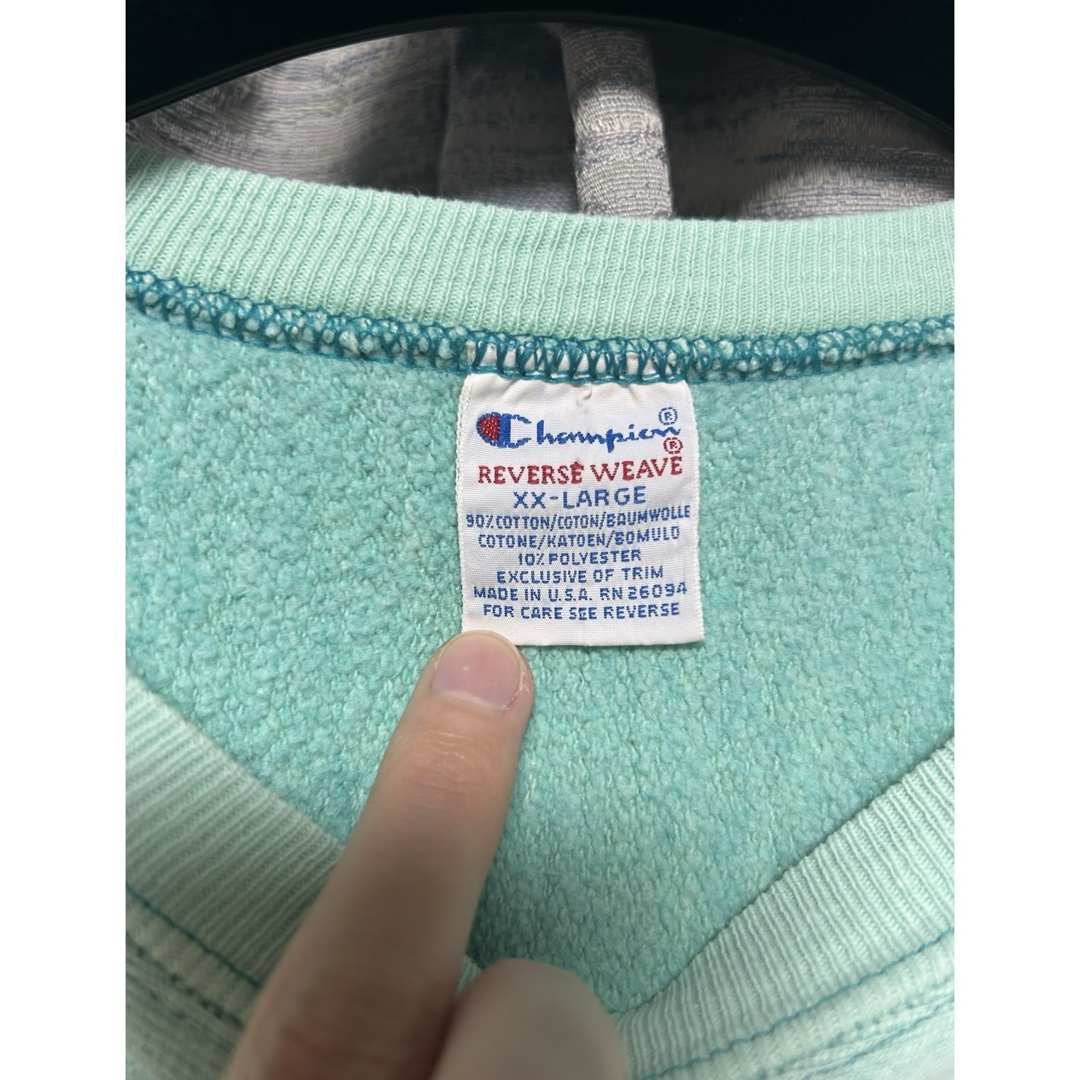 Champion®
REVERSE WEAVE®
XX-LARGE
90% COTTON/COTON/BAUMWOLLE
COTONE/KATOEN/BOMULD
10% POLYESTER
EXCLUSIVE OF TRIM
MADE IN U.S.A. RN 26094
FOR CARE SEE REVERSE